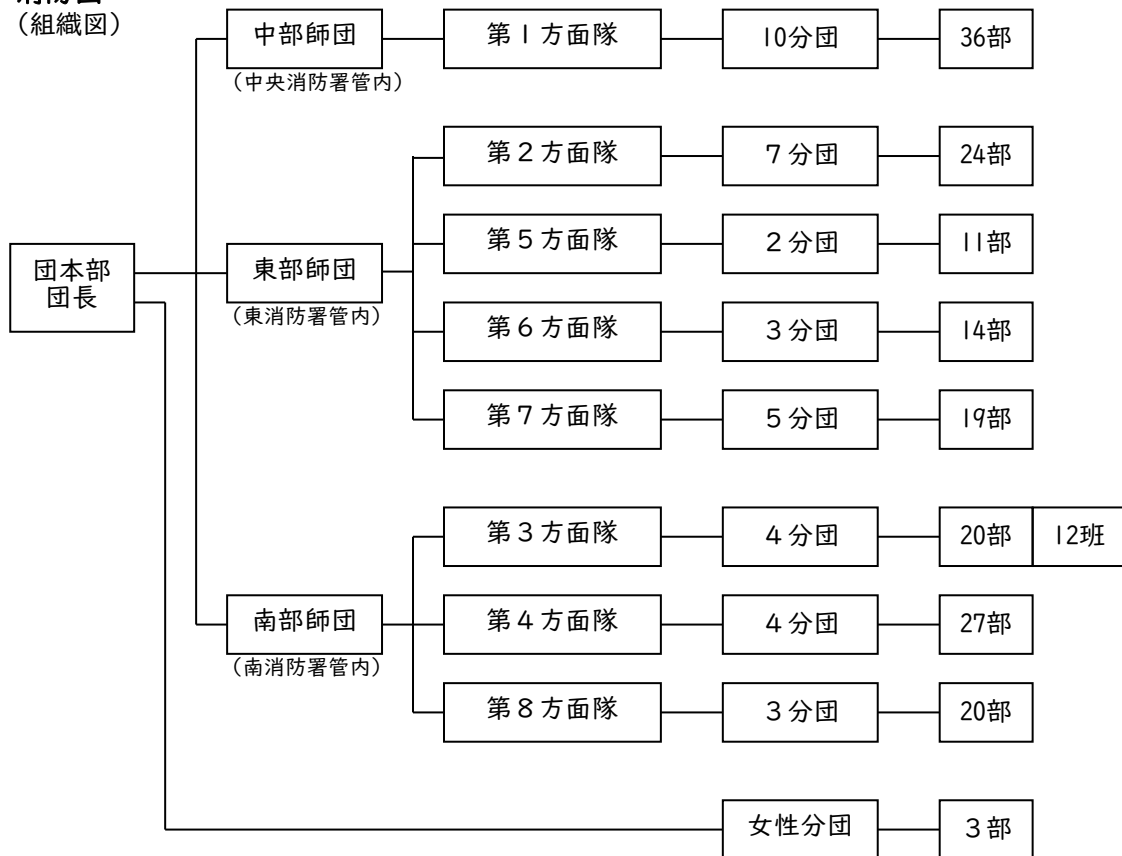 （組織図）
中部師団
第１方面隊
10分団
36部
（中央消防署管内）
第２方面隊
７分団
24部
第５方面隊
２分団
11部
団本部
団長
東部師団
（東消防署管内）
第６方面隊
３分団
14部
第７方面隊
５分団
19部
第３方面隊
４分団
20部
12班
南部師団
（南消防署管内）
第４方面隊
４分団
27部
第８方面隊
３分団
20部
女性分団
３部